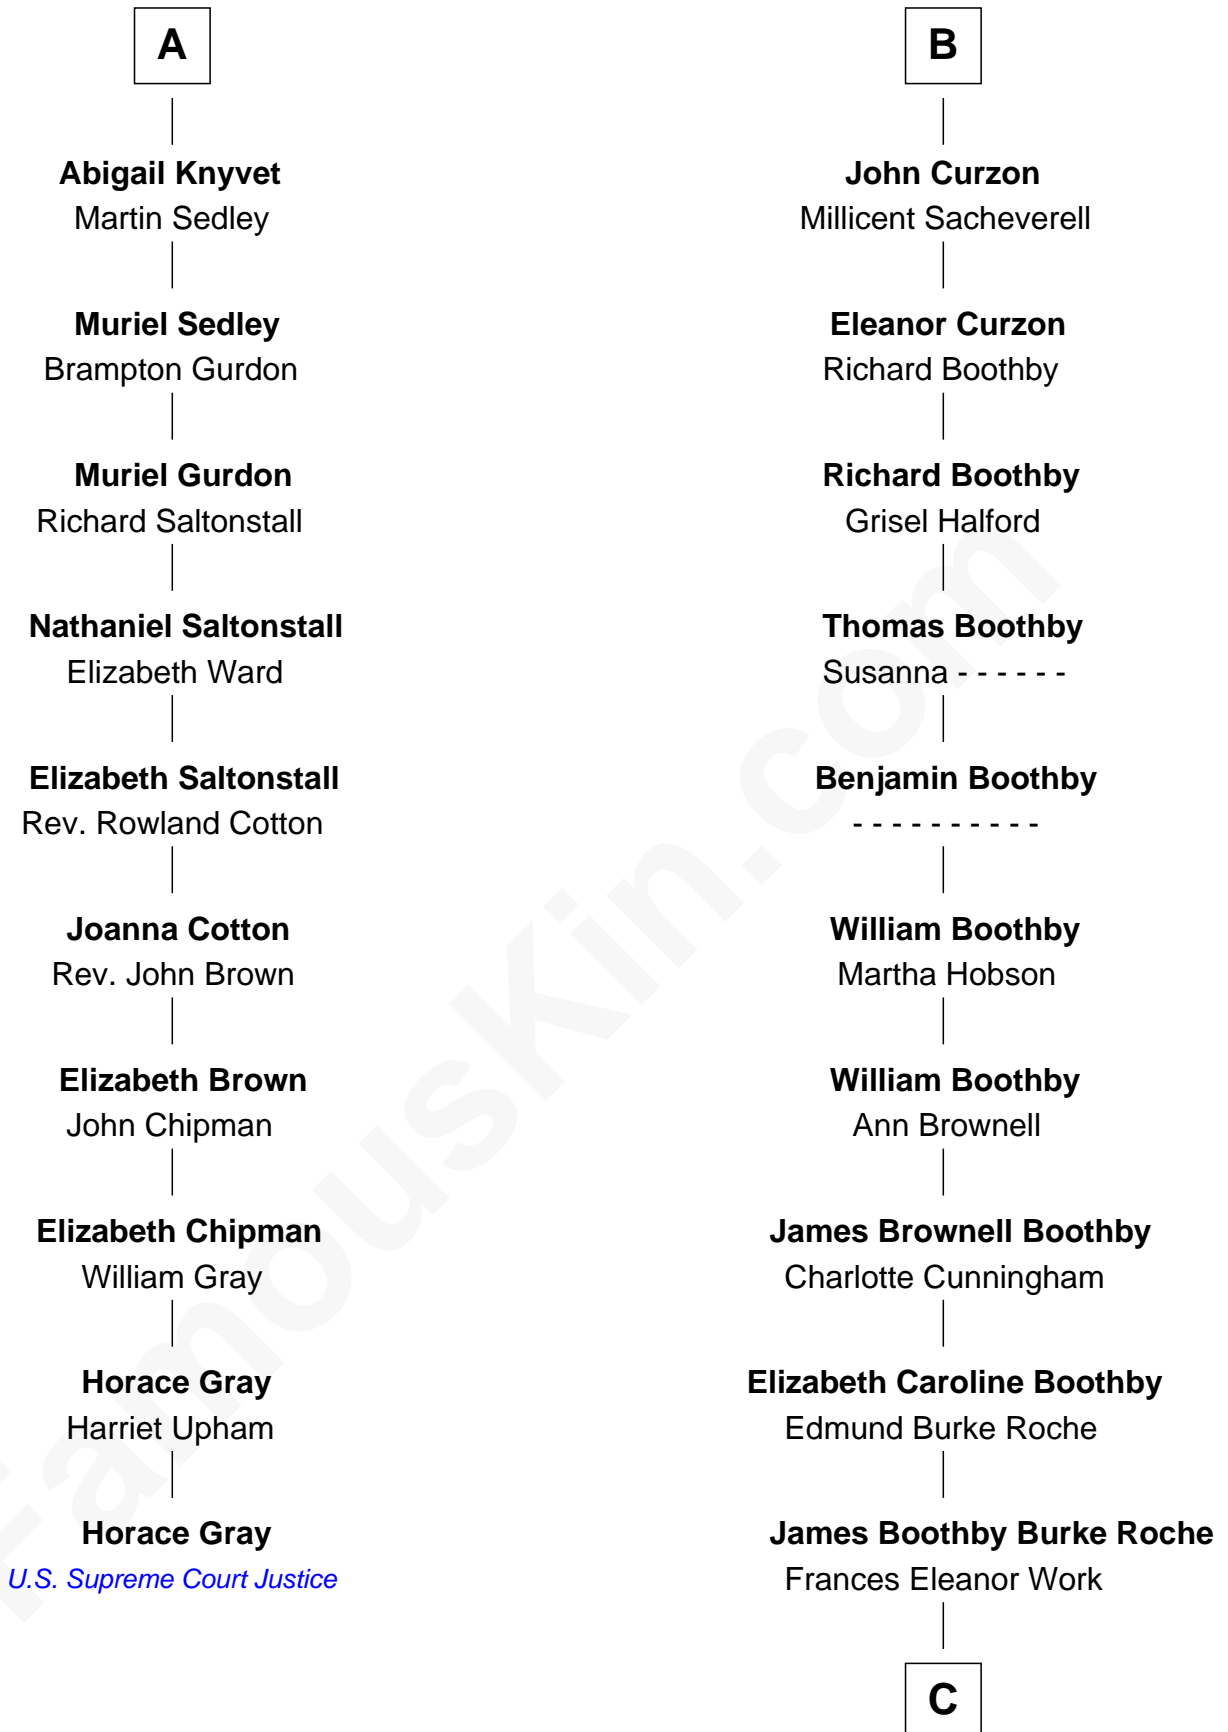 A
Abigail Knyvet
Martin Sedley
Muriel Sedley
Brampton Gurdon
Muriel Gurdon
Richard Saltonstall
Nathaniel Saltonstall
Elizabeth Ward
Elizabeth Saltonstall
Rev. Rowland Cotton
Joanna Cotton
Rev. John Brown
Elizabeth Brown
John Chipman
Elizabeth Chipman
William Gray
Horace Gray
Harriet Upham
Horace Gray
U.S. Supreme Court Justice
B
John Curzon
Millicent Sacheverell
Eleanor Curzon
Richard Boothby
Richard Boothby
Grisel Halford
Thomas Boothby
Susanna - - - - - -
Benjamin Boothby
- - - - - - - - - -
William Boothby
Martha Hobson
William Boothby
Ann Brownell
James Brownell Boothby
Charlotte Cunningham
Elizabeth Caroline Boothby
Edmund Burke Roche
James Boothby Burke Roche
Frances Eleanor Work
C
FamousKin.com